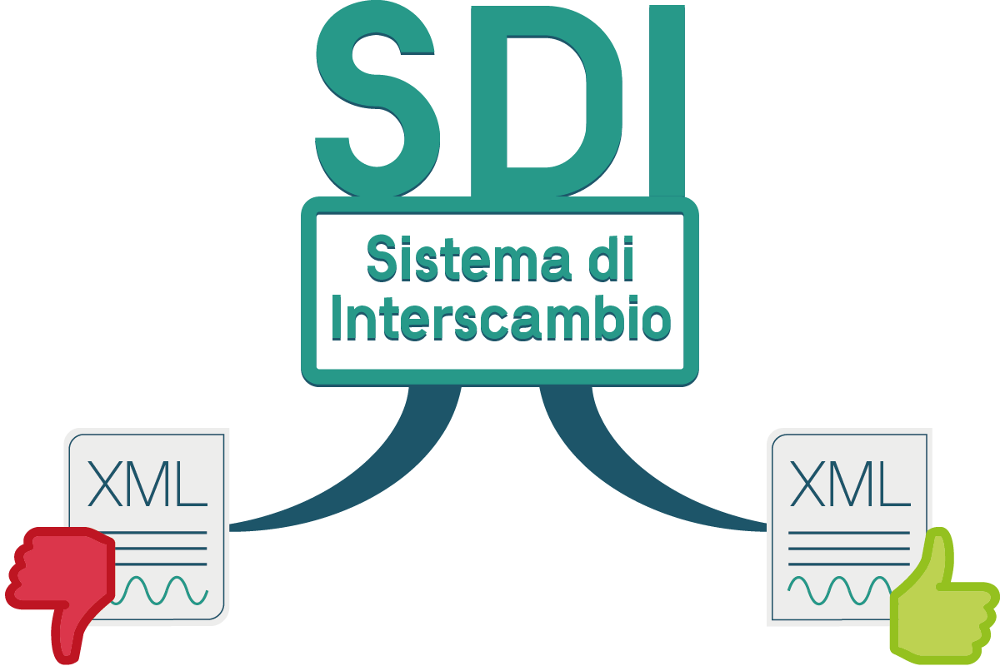 SDI
Sistema di
Interscambio
XML
XML